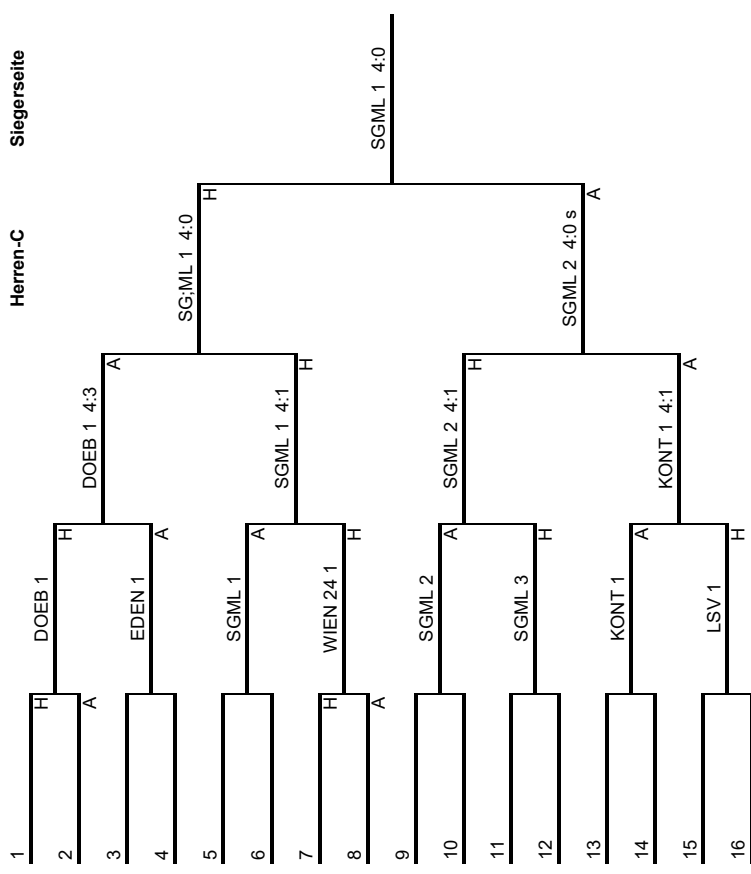 Herren-C Siegerseite
1
H
DOEB 1
2
A
H
DOEB 1 4:3
3
EDEN 1
A
4
A
SG;ML 1 4:0
5
SGML 1
A
6
H
SGML 1 4:1
7
H
WIEN 24 1
8
A
H
H
SGML 1 4:0
9
SGML 2
10
A
SGML 2 4:1
11
SGML 3
H
12
H
SGML 2 4:0 s
13
KONT 1
A
14
A
KONT 1 4:1
15
LSV 1
H
16
A